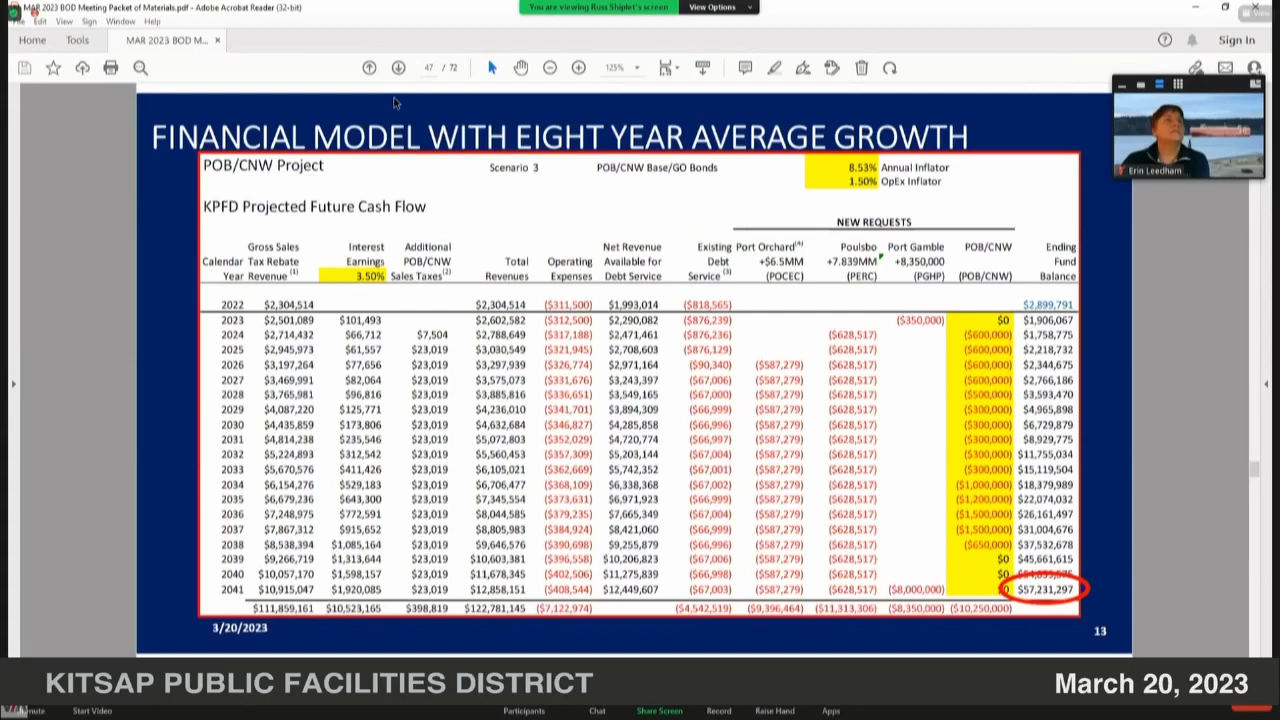 MAR 2023 BOD Meeting Packet of Materials.pdf - Adobe Acrobat Reader (32-bit)
You are viewing Russ Shiplet's screen View Options
File Edit View Sign Window Help
Home Tools MAR 2023 BOD M... × Sign In
47 / 72 125%
FINANCIAL MODEL WITH EIGHT YEAR AVERAGE GROWTH
POB/CNW Project Scenario 3 POB/CNW Base/GO Bonds 8.53% Annual Inflator
1.50% OpEx Inflator
KPFD Projected Future Cash Flow
NEW REQUESTS
Gross Sales Interest Additional Net Revenue Existing Port Orchard(4) Poulsbo Port Gamble POB/CNW Ending
Calendar Tax Rebate Earnings POB/CNW Total Operating Available for Debt +$6.5MM +7.839MM +8,350,000 Fund
Year Revenue (1) 3.50% Sales Taxes(2) Revenues Expenses Debt Service Service (3) (POCEC) (PERC) (PGHP) (POB/CNW) Balance
2022 $2,304,514 $2,304,514 ($311,500) $1,993,014 ($818,565) $2,899,791
2023 $2,501,089 $101,493 $2,602,582 ($312,500) $2,290,082 ($876,239) ($350,000) $0 $1,906,067
2024 $2,714,432 $66,712 $7,504 $2,788,649 ($317,188) $2,471,461 ($876,236) ($628,517) ($600,000) $1,758,775
2025 $2,945,973 $61,557 $23,019 $3,030,549 ($321,945) $2,708,603 ($876,129) ($628,517) ($600,000) $2,218,732
2026 $3,197,264 $77,656 $23,019 $3,297,939 ($326,774) $2,971,164 ($90,340) ($587,279) ($628,517) ($600,000) $2,344,675
2027 $3,469,991 $82,064 $23,019 $3,575,073 ($331,676) $3,243,397 ($67,006) ($587,279) ($628,517) ($600,000) $2,766,186
2028 $3,765,981 $96,816 $23,019 $3,885,816 ($336,651) $3,549,165 ($67,000) ($587,279) ($628,517) ($500,000) $3,593,470
2029 $4,087,220 $125,771 $23,019 $4,236,010 ($341,701) $3,894,309 ($66,999) ($587,279) ($628,517) ($300,000) $4,965,898
2030 $4,435,859 $173,806 $23,019 $4,632,684 ($346,827) $4,285,858 ($66,996) ($587,279) ($628,517) ($300,000) $6,729,879
2031 $4,814,238 $235,546 $23,019 $5,072,803 ($352,029) $4,720,774 ($66,997) ($587,279) ($628,517) ($300,000) $8,929,775
2032 $5,224,893 $312,542 $23,019 $5,560,453 ($357,309) $5,203,144 ($67,004) ($587,279) ($628,517) ($300,000) $11,755,034
2033 $5,670,576 $411,426 $23,019 $6,105,021 ($362,669) $5,742,352 ($67,001) ($587,279) ($628,517) ($300,000) $15,119,504
2034 $6,154,276 $529,183 $23,019 $6,706,477 ($368,109) $6,338,368 ($67,002) ($587,279) ($628,517) ($1,000,000) $18,379,989
2035 $6,679,236 $643,300 $23,019 $7,345,554 ($373,631) $6,971,923 ($66,999) ($587,279) ($628,517) ($1,200,000) $22,074,032
2036 $7,248,975 $772,591 $23,019 $8,044,585 ($379,235) $7,665,349 ($67,004) ($587,279) ($628,517) ($1,500,000) $26,161,497
2037 $7,867,312 $915,652 $23,019 $8,805,983 ($384,924) $8,421,060 ($66,999) ($587,279) ($628,517) ($1,500,000) $31,004,676
2038 $8,538,394 $1,085,164 $23,019 $9,646,576 ($390,698) $9,255,879 ($66,996) ($587,279) ($628,517) ($650,000) $37,532,678
2039 $9,266,719 $1,313,644 $23,019 $10,603,381 ($396,558) $10,206,823 ($67,006) ($587,279) ($628,517) $0 $45,661,615
2040 $10,057,170 $1,598,157 $23,019 $11,678,345 ($402,506) $11,275,839 ($66,998) ($587,279) ($628,517) $0
2041 $10,915,047 $1,920,085 $23,019 $12,858,151 ($408,544) $12,449,607 ($587,279) ($628,517) ($8,000,000) $57,231,297
$111,859,161 $10,523,165 $398,819 $122,781,145 ($7,122,974) ($4,542,519) ($9,396,464) ($11,313,306) ($8,350,000) ($10,250,000)
3/20/2023 13
Erin Leedham
KITSAP PUBLIC FACILITIES DISTRICT March 20, 2023
Start Video Participants Chat Share Screen Record Raise Hand Apps